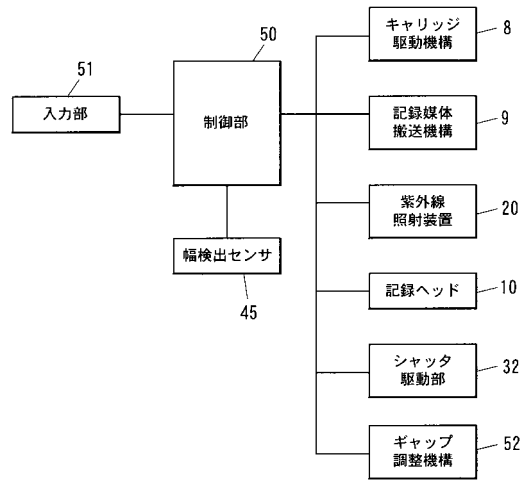 51
入力部
50
制御部
幅検出センサ
45
キャリッジ
駆動機構
8
記録媒体
搬送機構
9
紫外線
照射装置
20
記録ヘッド
10
シャッタ
駆動部
32
ギャップ
調整機構
52